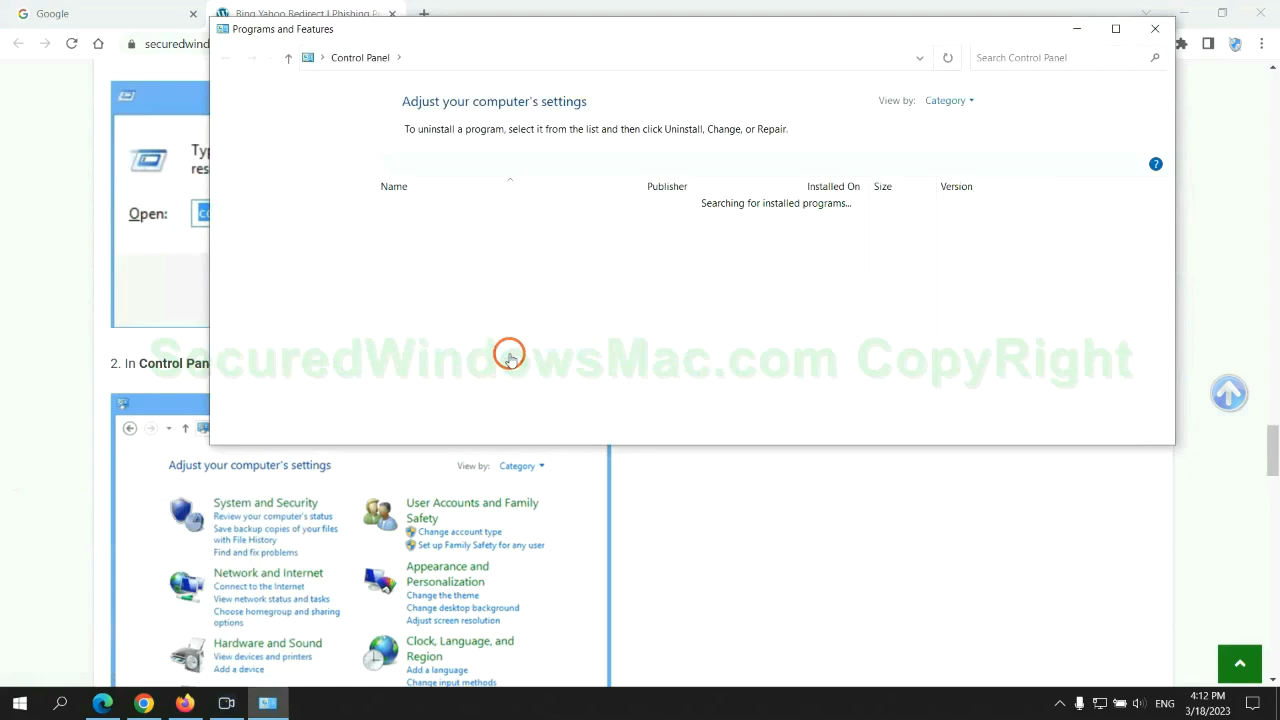 Google
Bing Yahoo Redirect | Phishing P
Programs and Features
securedwind
Control Panel
Search Control Panel
Adjust your computer's settings
View by: Category
To uninstall a program, select it from the list and then click Uninstall, Change, or Repair.
Name Publisher Installed On Size Version
Searching for installed programs...
Typ
res
Open: co
SecuredWindowsMac.com CopyRight
2. In Control Pan
Adjust your computer's settings
View by: Category
System and Security
Review your computer's status
Save backup copies of your files
with File History
Find and fix problems
Network and Internet
Connect to the Internet
View network status and tasks
Choose homegroup and sharing
options
Hardware and Sound
View devices and printers
Add a device
User Accounts and Family
Safety
Change account type
Set up Family Safety for any user
Appearance and
Personalization
Change the theme
Change desktop background
Adjust screen resolution
Clock, Language, and
Region
Add a language
Change input methods
ENG
4:12 PM
3/18/2023